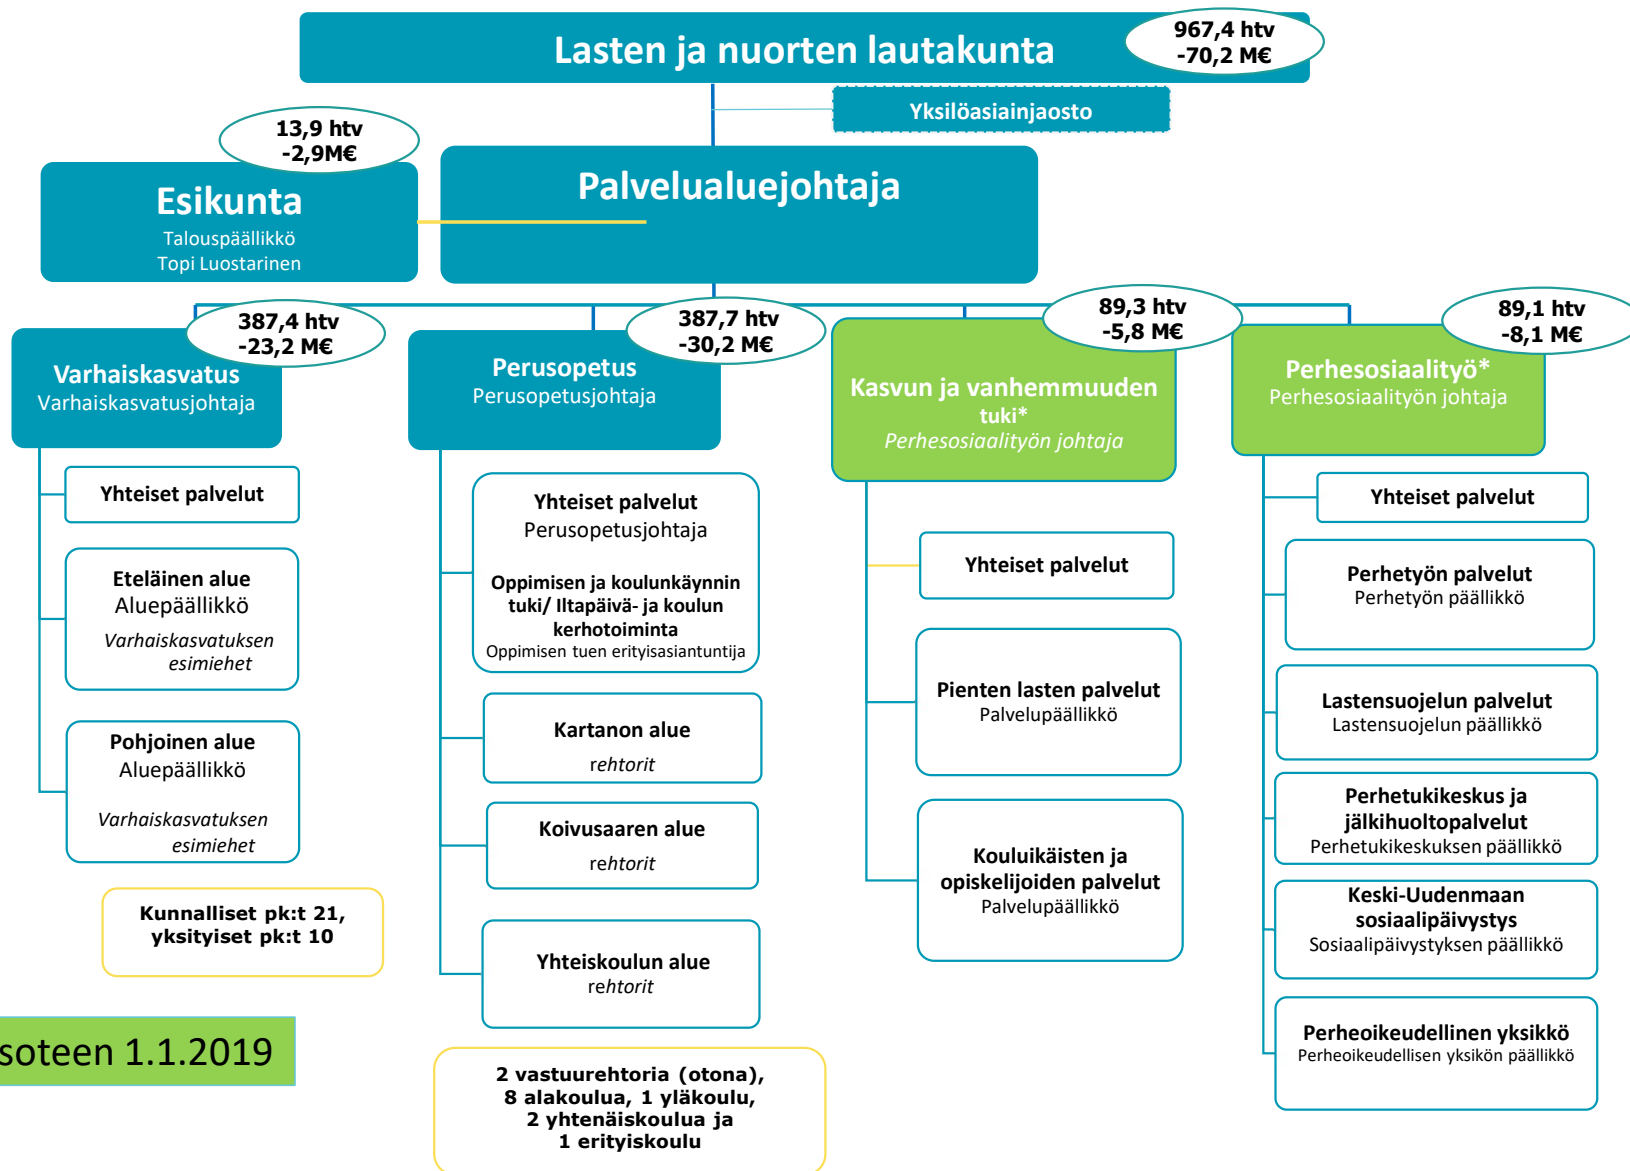 Lasten ja nuorten lautakunta
967,4 htv
-70,2 M€
Yksilöasiainjaosto
13,9 htv
-2,9M€
Esikunta
Talouspäällikkö
Topi Luostarinen
Palvelualuejohtaja
387,4 htv
-23,2 M€
Varhaiskasvatus
Varhaiskasvatusjohtaja
Yhteiset palvelut
Eteläinen alue
Aluepäällikkö
Varhaiskasvatuksen
esimiehet
Pohjoinen alue
Aluepäällikkö
Varhaiskasvatuksen
esimiehet
Kunnalliset pk:t 21,
yksityiset pk:t 10
soteen 1.1.2019
387,7 htv
-30,2 M€
Perusopetus
Perusopetusjohtaja
Yhteiset palvelut
Perusopetusjohtaja
Oppimisen ja koulunkäynnin
tuki/ Iltapäivä- ja koulun
kerhotoiminta
Oppimisen tuen erityisasiantuntija
Kartanon alue
rehtorit
Koivusaaren alue
rehtorit
Yhteiskoulun alue
rehtorit
2 vastuurehtoria (otona),
8 alakoulua, 1 yläkoulu,
2 yhtenäiskoulua ja
1 erityiskoulu
89,3 htv
-5,8 M€
Kasvun ja vanhemmuuden
tuki*
Perhesosiaalityön johtaja
Yhteiset palvelut
Pienten lasten palvelut
Palvelupäällikkö
Kouluikäisten ja
opiskelijoiden palvelut
Palvelupäällikkö
89,1 htv
-8,1 M€
Perhesosiaalityö*
Perhesosiaalityön johtaja
Yhteiset palvelut
Perhetyön palvelut
Perhetyön päällikkö
Lastensuojelun palvelut
Lastensuojelun päällikkö
Perhetukikeskus ja
jälkihuoltopalvelut
Perhetukikeskuksen päällikkö
Keski-Uudenmaan
sosiaalipäivystys
Sosiaalipäivystyksen päällikkö
Perheoikeudellinen yksikkö
Perheoikeudellisen yksikön päällikkö